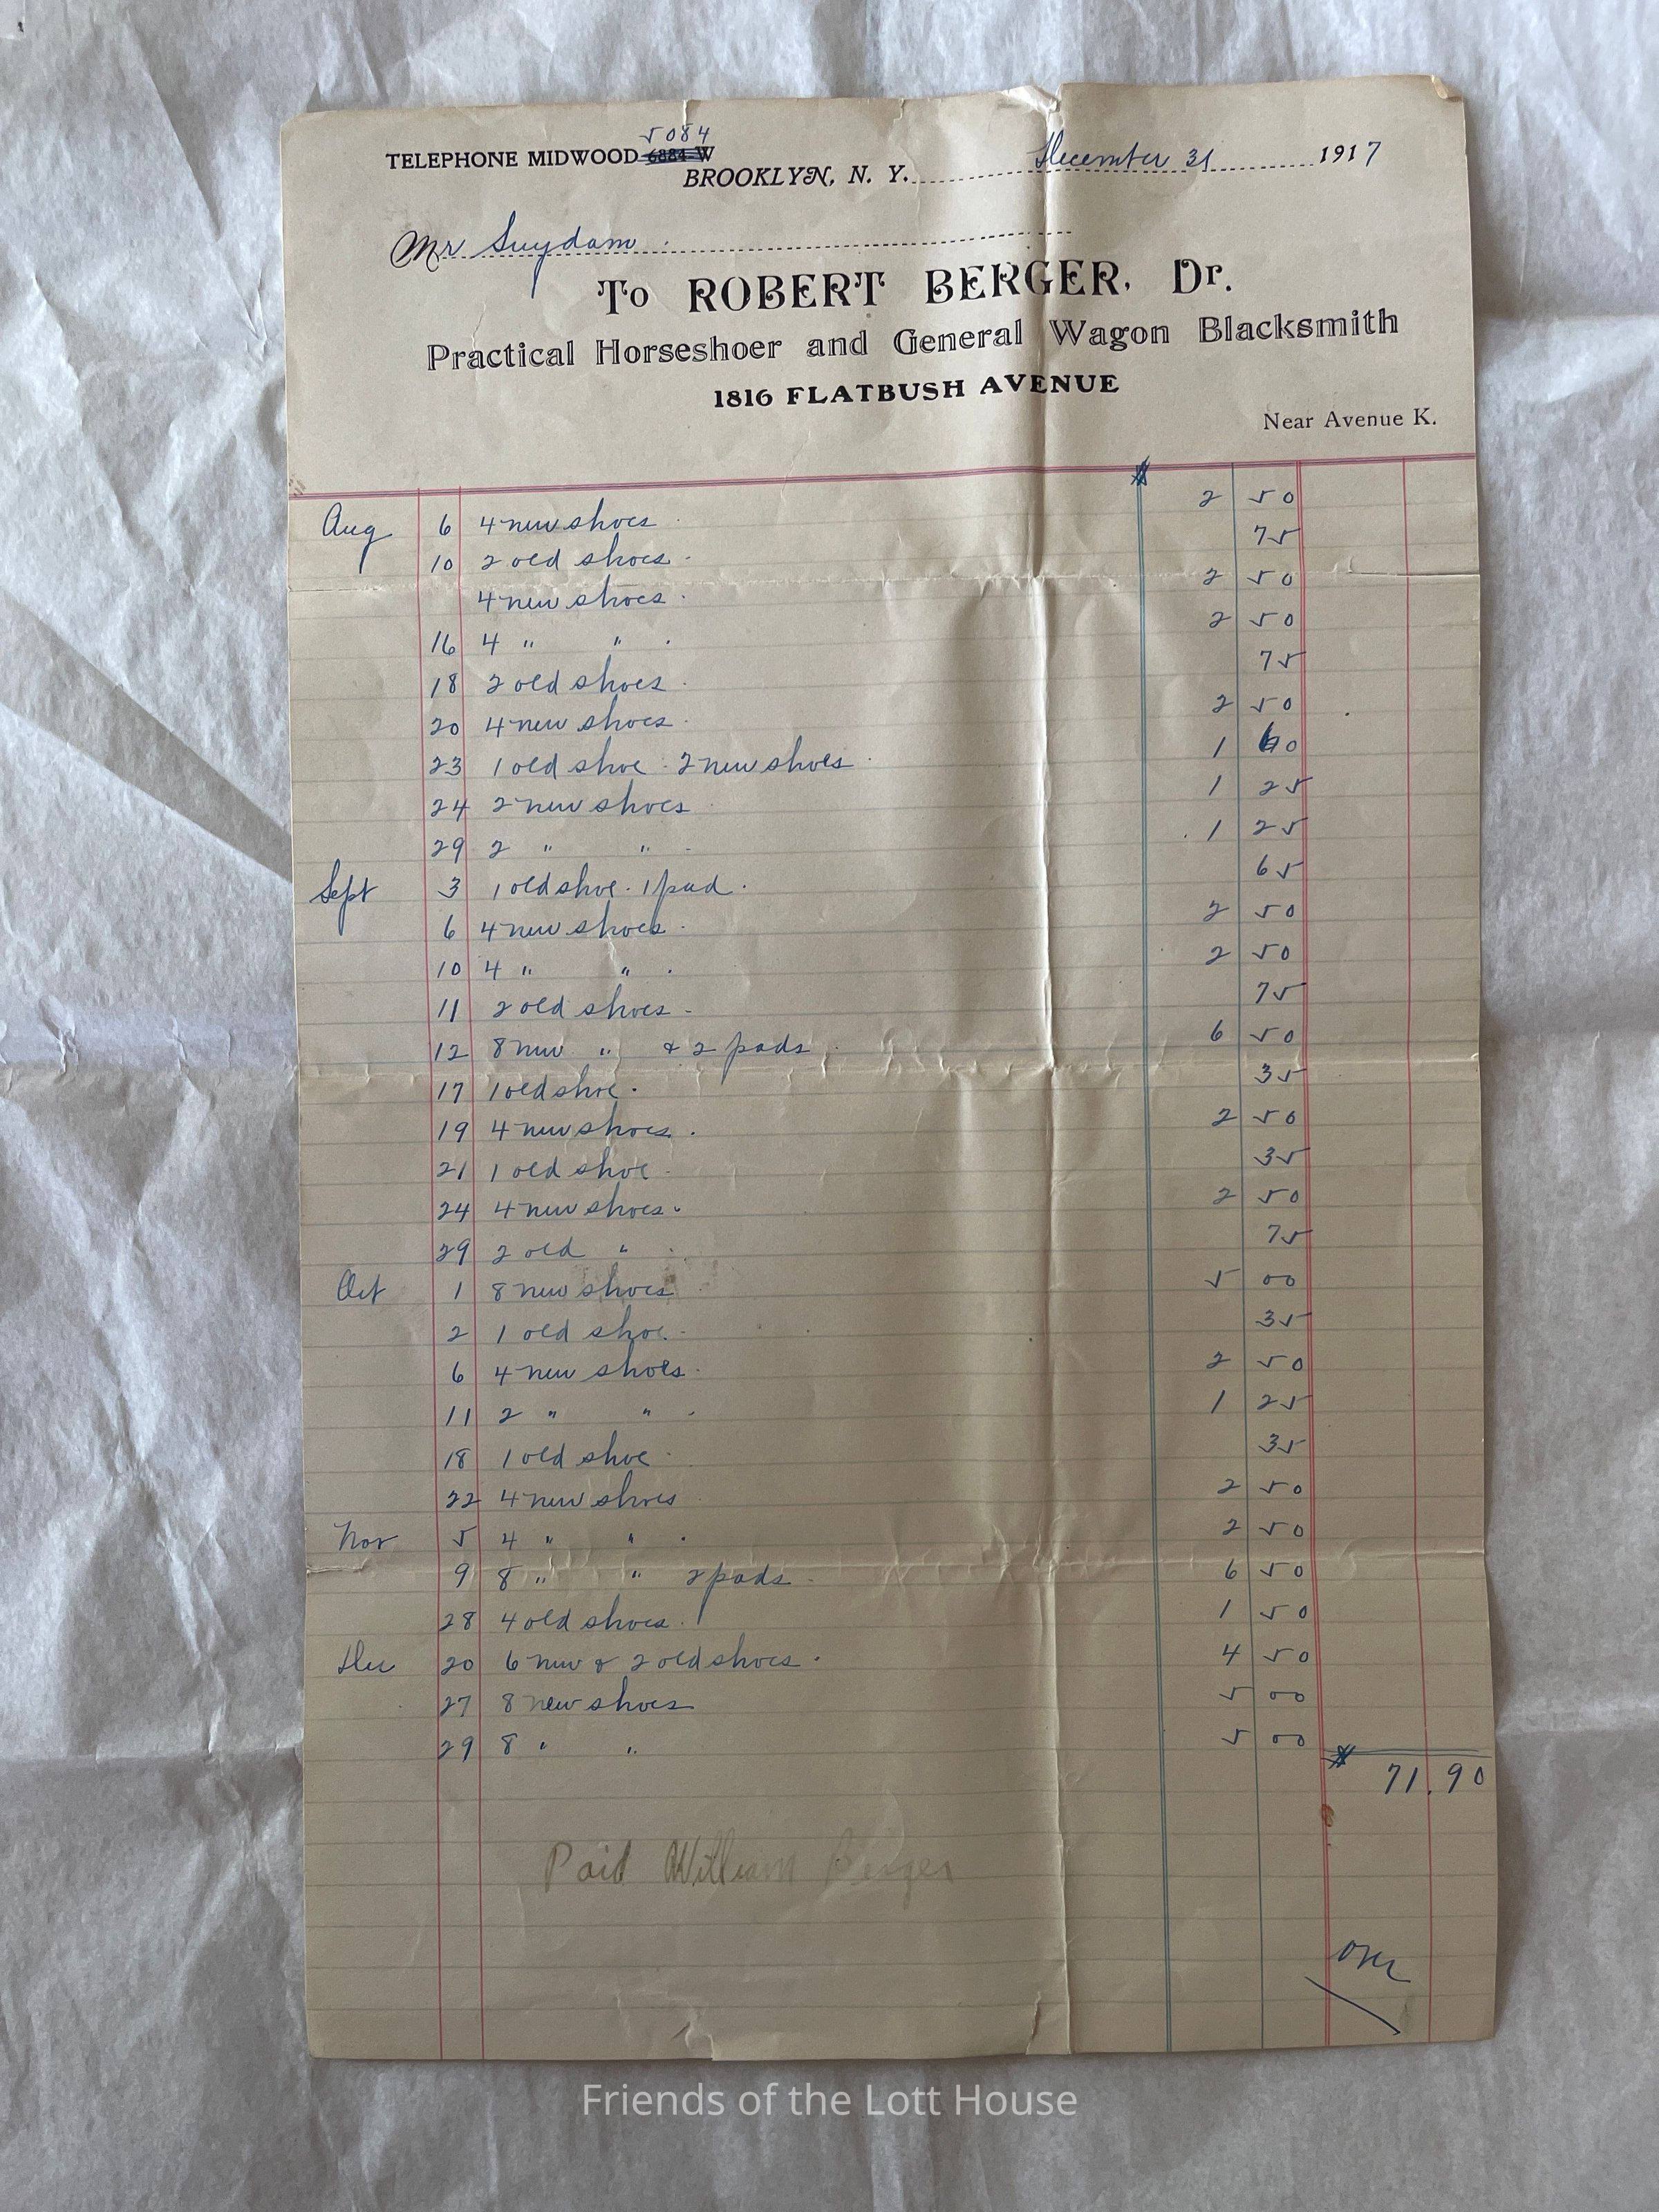 5084
TELEPHONE MIDWOOD 6884-W
BROOKLYN, N. Y. December 31 1917
Mr Suydam
To ROBERT BERGER, Dr.
Practical Horseshoer and General Wagon Blacksmith
1816 FLATBUSH AVENUE
Near Avenue K.
$
Aug 6 4 new shoes 2 50
10 2 old shoes 75
4 new shoes 2 50
16 4 " " 2 50
18 2 old shoes 75
20 4 new shoes 2 50
23 1 old shoe 2 new shoes 1 60
24 2 new shoes 1 25
29 2 " " 1 25
Sept 3 1 old shoe 1 pad 65
6 4 new shoes 2 50
10 4 " " 2 50
11 2 old shoes 75
12 8 new " & 2 pads 6 50
17 1 old shoe 35
19 4 new shoes 2 50
21 1 old shoe 35
24 4 new shoes 2 50
29 2 old " 75
Oct 1 8 new shoes 5 00
2 1 old shoe 35
6 4 new shoes 2 50
11 2 " " 1 25
18 1 old shoe 35
22 4 new shoes 2 50
Nov 5 4 " " 2 50
9 8 " " 2 pads 6 50
28 4 old shoes 1 50
Dec 20 6 new & 2 old shoes 4 50
27 8 new shoes 5 00
29 8 " " 5 00
$ 71.90
Paid William Berger
over
Friends of the Lott House